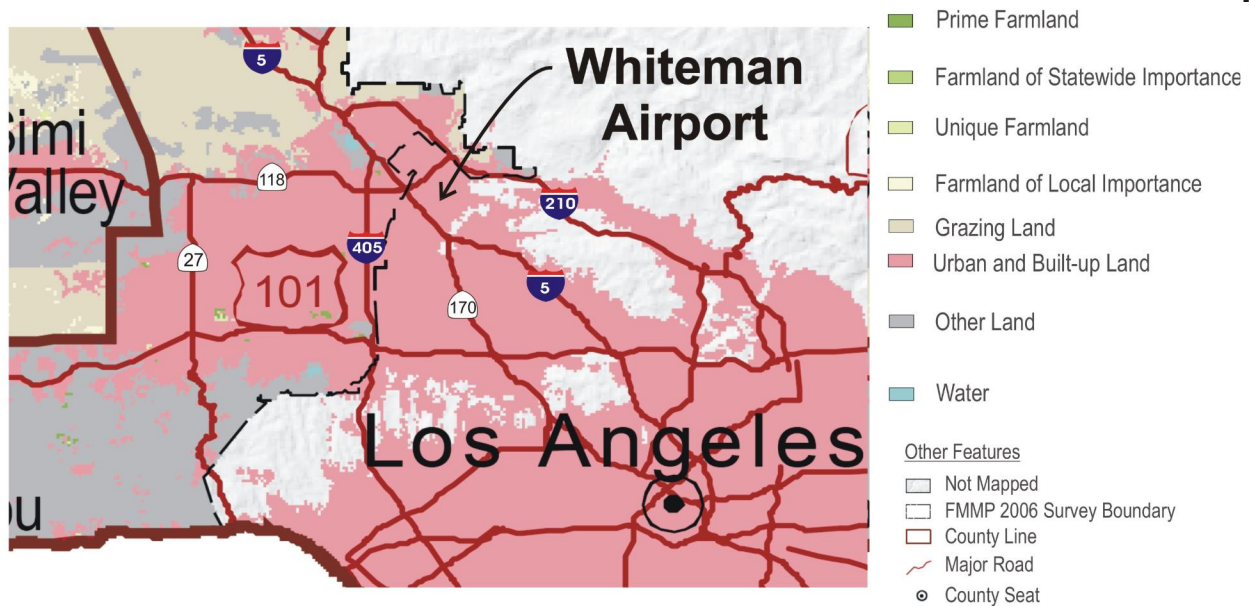 Whiteman
Airport
5
imi
alley
118
210
27
405
101
5
170
Los Angeles
ou
Prime Farmland
Farmland of Statewide Importance
Unique Farmland
Farmland of Local Importance
Grazing Land
Urban and Built-up Land
Other Land
Water
Other Features
Not Mapped
FMMP 2006 Survey Boundary
County Line
Major Road
County Seat